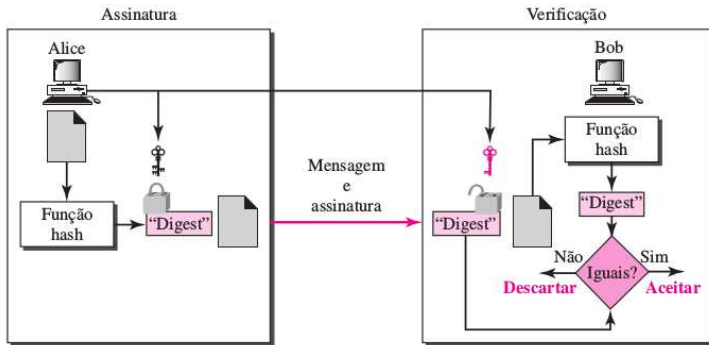 Assinatura
Alice
Função
hash
“Digest”
Mensagem
e
assinatura
Verificação
Bob
Função
hash
“Digest”
“Digest”
Não
Sim
Iguais?
Descartar
Aceitar